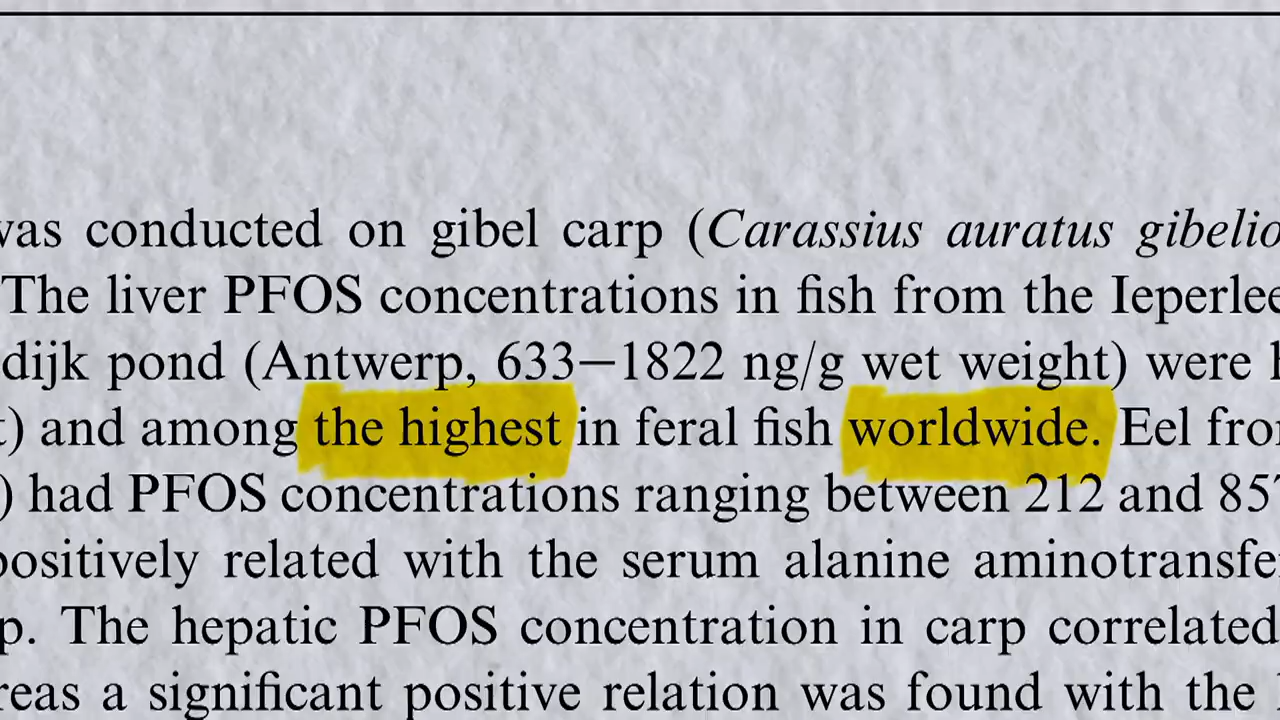 was conducted on gibel carp (Carassius auratus gibelio
The liver PFOS concentrations in fish from the Ieperlee
dijk pond (Antwerp, 633–1822 ng/g wet weight) were
) and among the highest in feral fish worldwide. Eel
) had PFOS concentrations ranging between 212 and 857
positively related with the serum alanine
p. The hepatic PFOS concentration in carp correlated
reas a significant positive relation was found with the